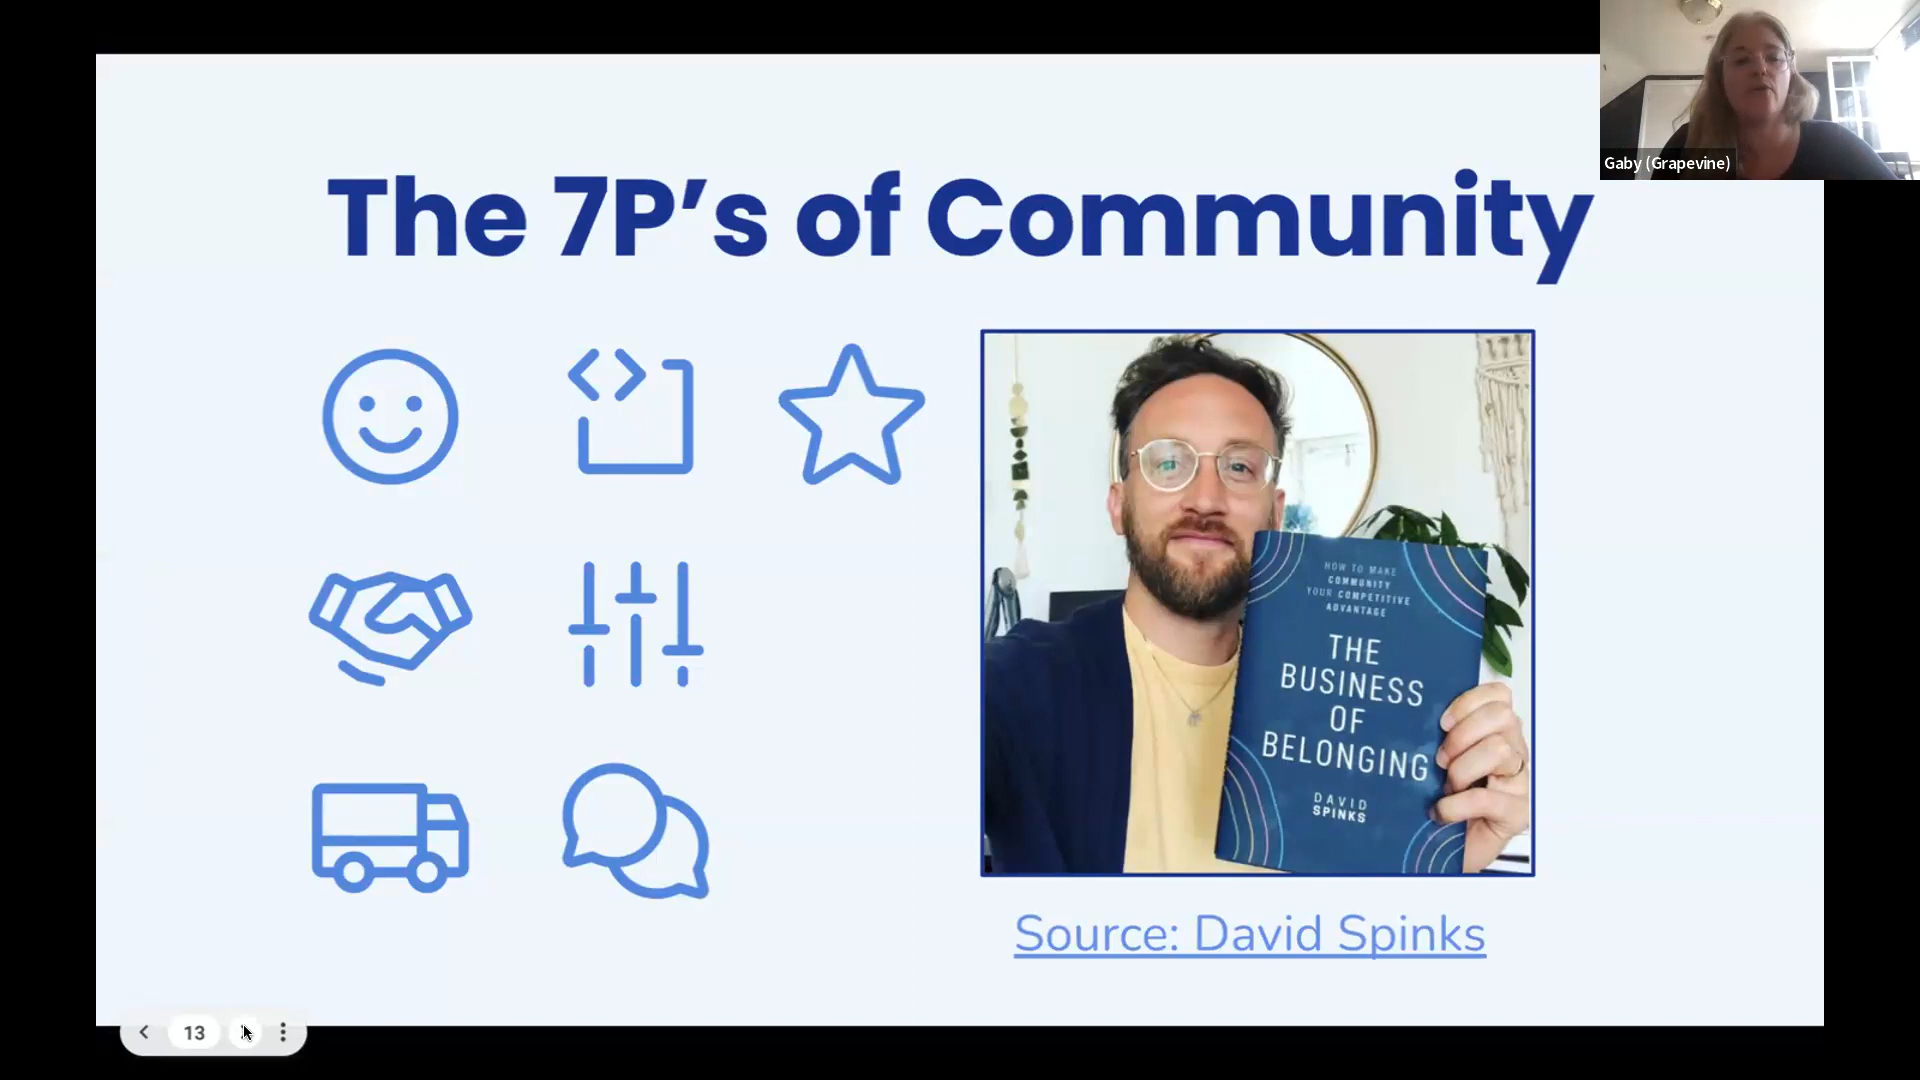 Gaby (Grapevine)
The 7P’s of Community
HOW TO MAKE
COMMUNITY
YOUR COMPETITIVE
ADVANTAGE
THE
BUSINESS
OF
BELONGING
DAVID
SPINKS
Source: David Spinks
13